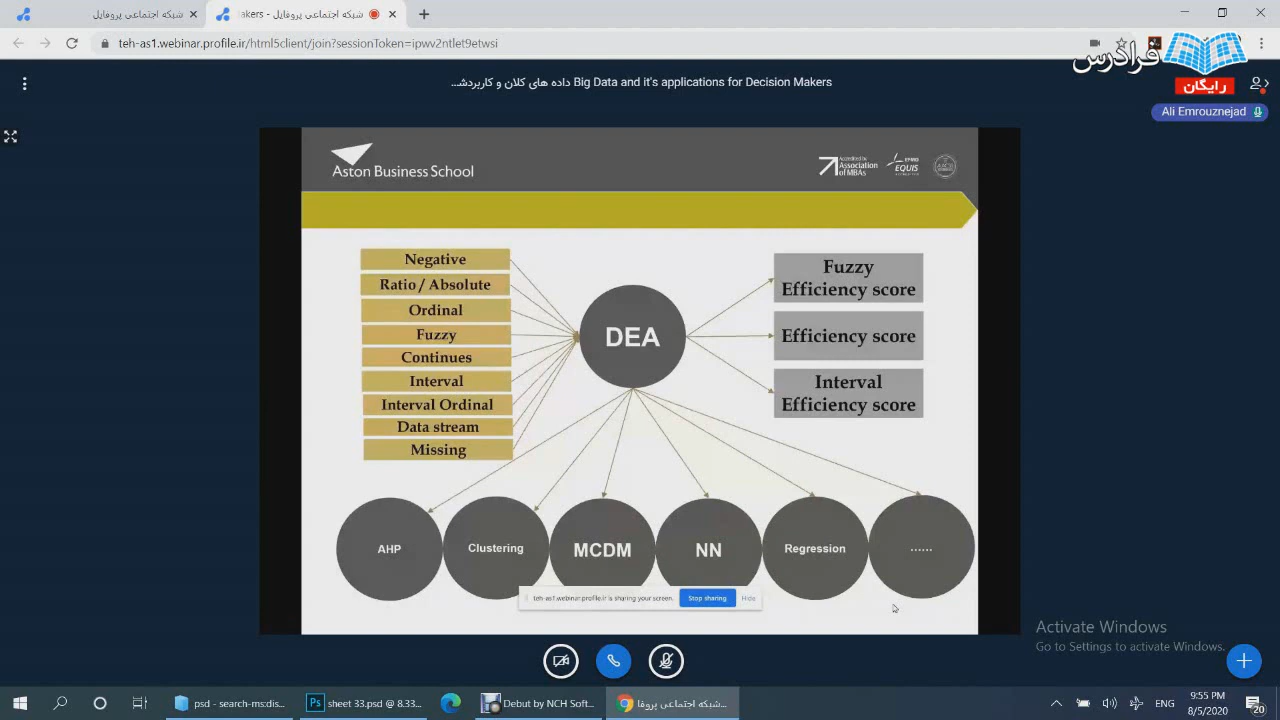 شبکه اجتماعی پروفایل
akers - شبکه اجتماعی پروفایل
teh-as1.webinar.profile.ir/html5client/join?sessionToken=ipwv2ntlet9etwsi
فرادرس
رایگان
داده های کلان و کاربردش... Big Data and it's applications for Decision Makers
Ali Emrouznejad
Aston Business School
Accredited by
Association
of MBAs
EFMD
EQUIS
ACCREDITED
Negative
Ratio / Absolute
Ordinal
Fuzzy
Continues
Interval
Interval Ordinal
Data stream
Missing
DEA
Fuzzy
Efficiency score
Efficiency score
Interval
Efficiency score
AHP
Clustering
MCDM
NN
Regression
......
teh-as1.webinar.profile.ir is sharing your screen.
Stop sharing
Hide
Activate Windows
Go to Settings to activate Windows.
psd - search-ms:dis...
sheet 33.psd @ 8.33...
Debut by NCH Soft...
شبکه اجتماعی پروفا...
ENG
9:55 PM
8/5/2020
20